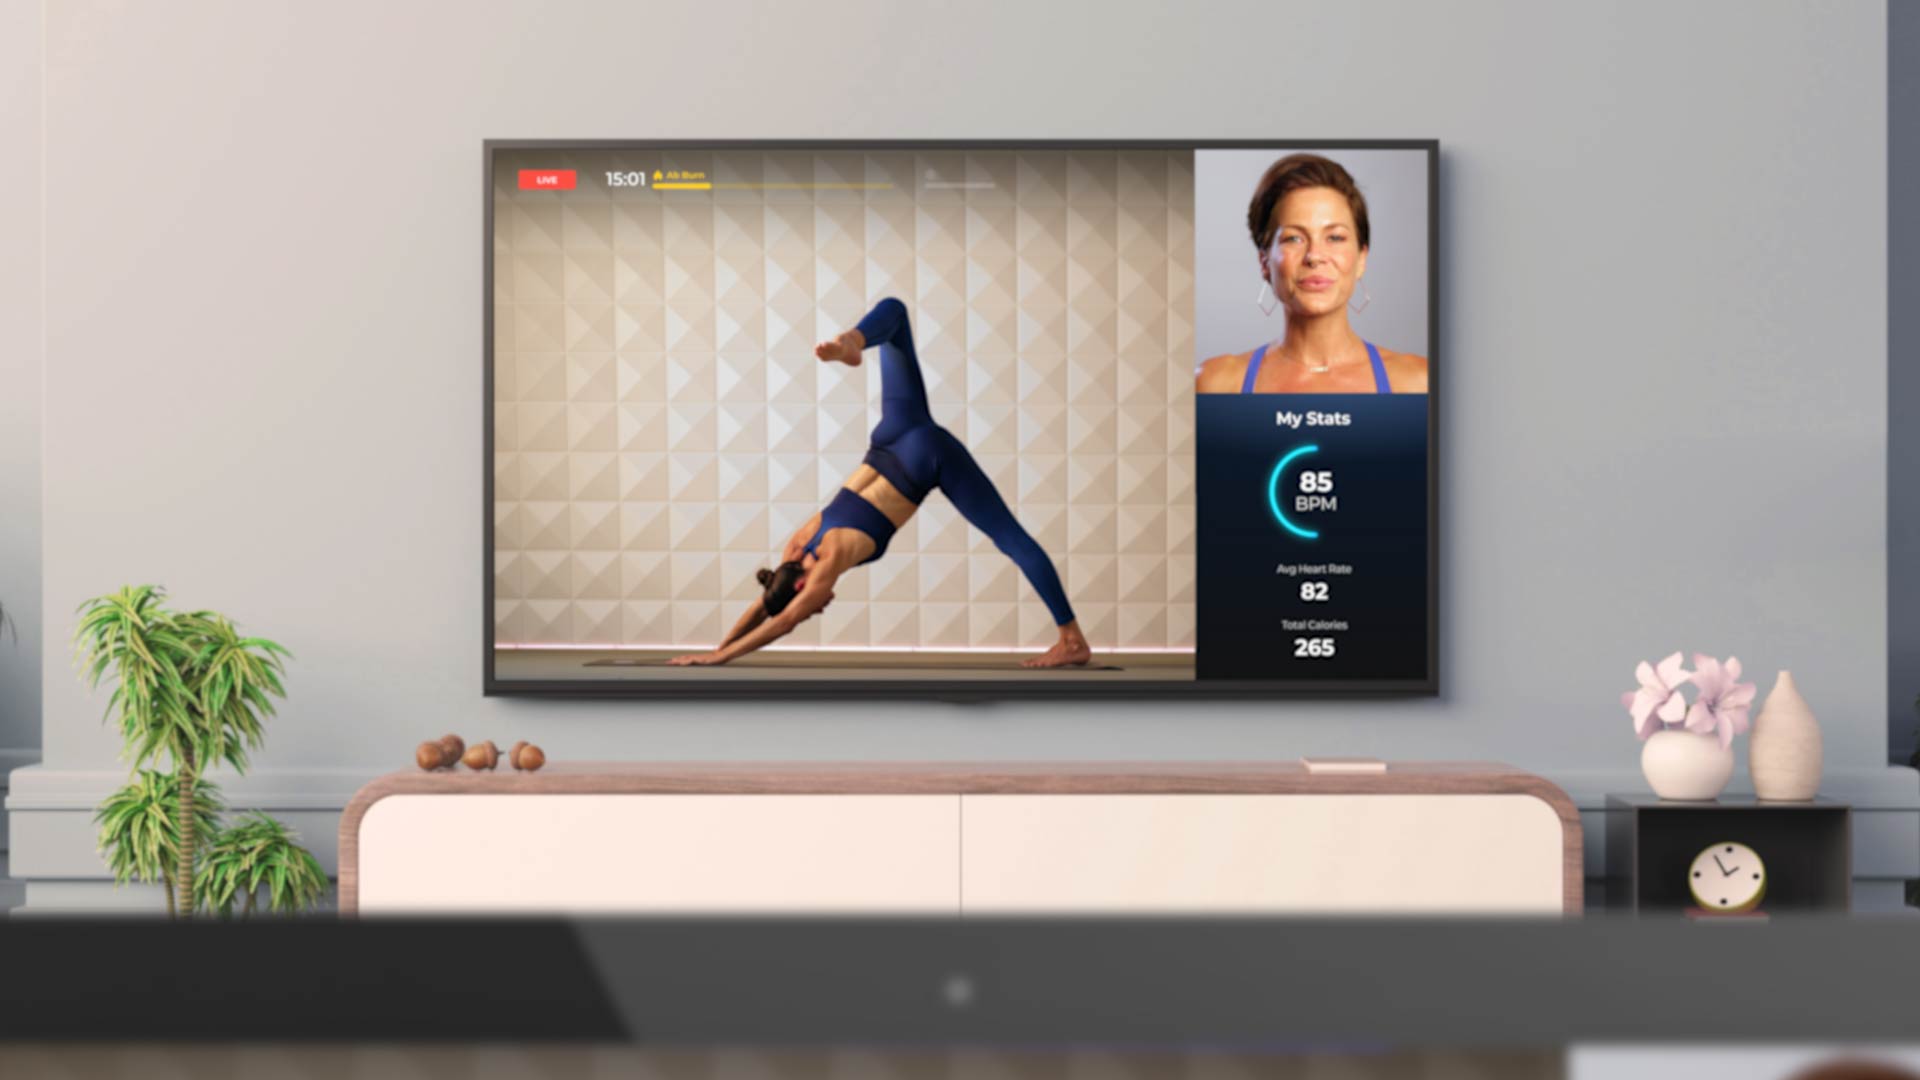 LIVE
15:01
Ab Burn
My Stats
85
BPM
Avg Heart Rate
82
Total Calories
265